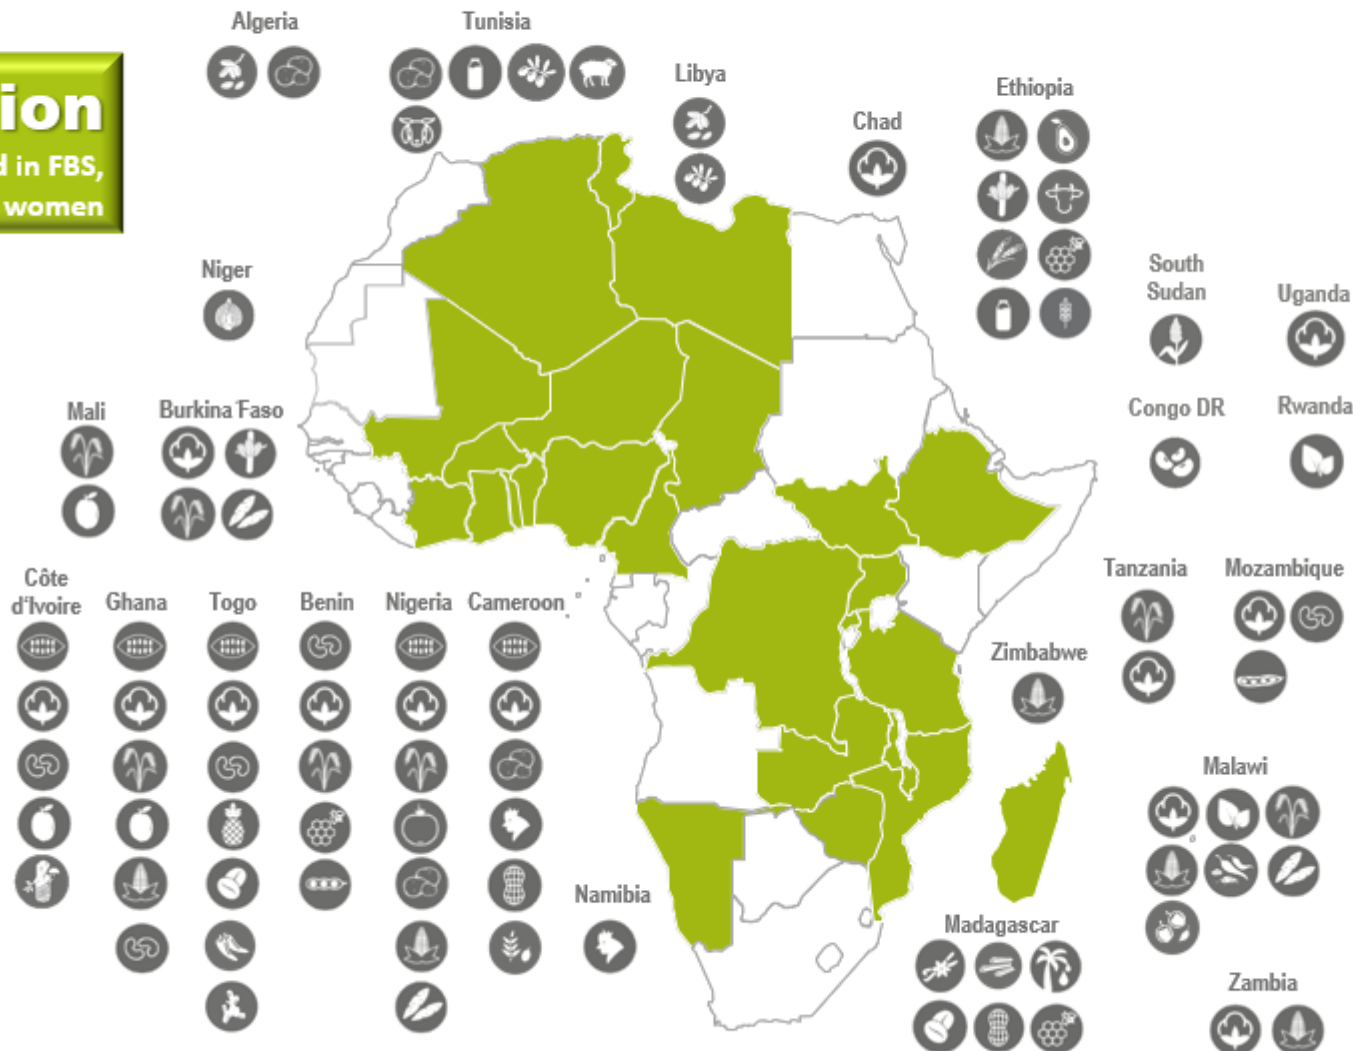 ion
d in FBS,
women
Algeria
Tunisia
Libya
Chad
Ethiopia
Niger
South
Sudan
Uganda
Mali
Burkina Faso
Congo DR
Rwanda
Côte
d'Ivoire
Ghana
Togo
Benin
Nigeria
Cameroon
Tanzania
Mozambique
Zimbabwe
Malawi
Namibia
Madagascar
Zambia